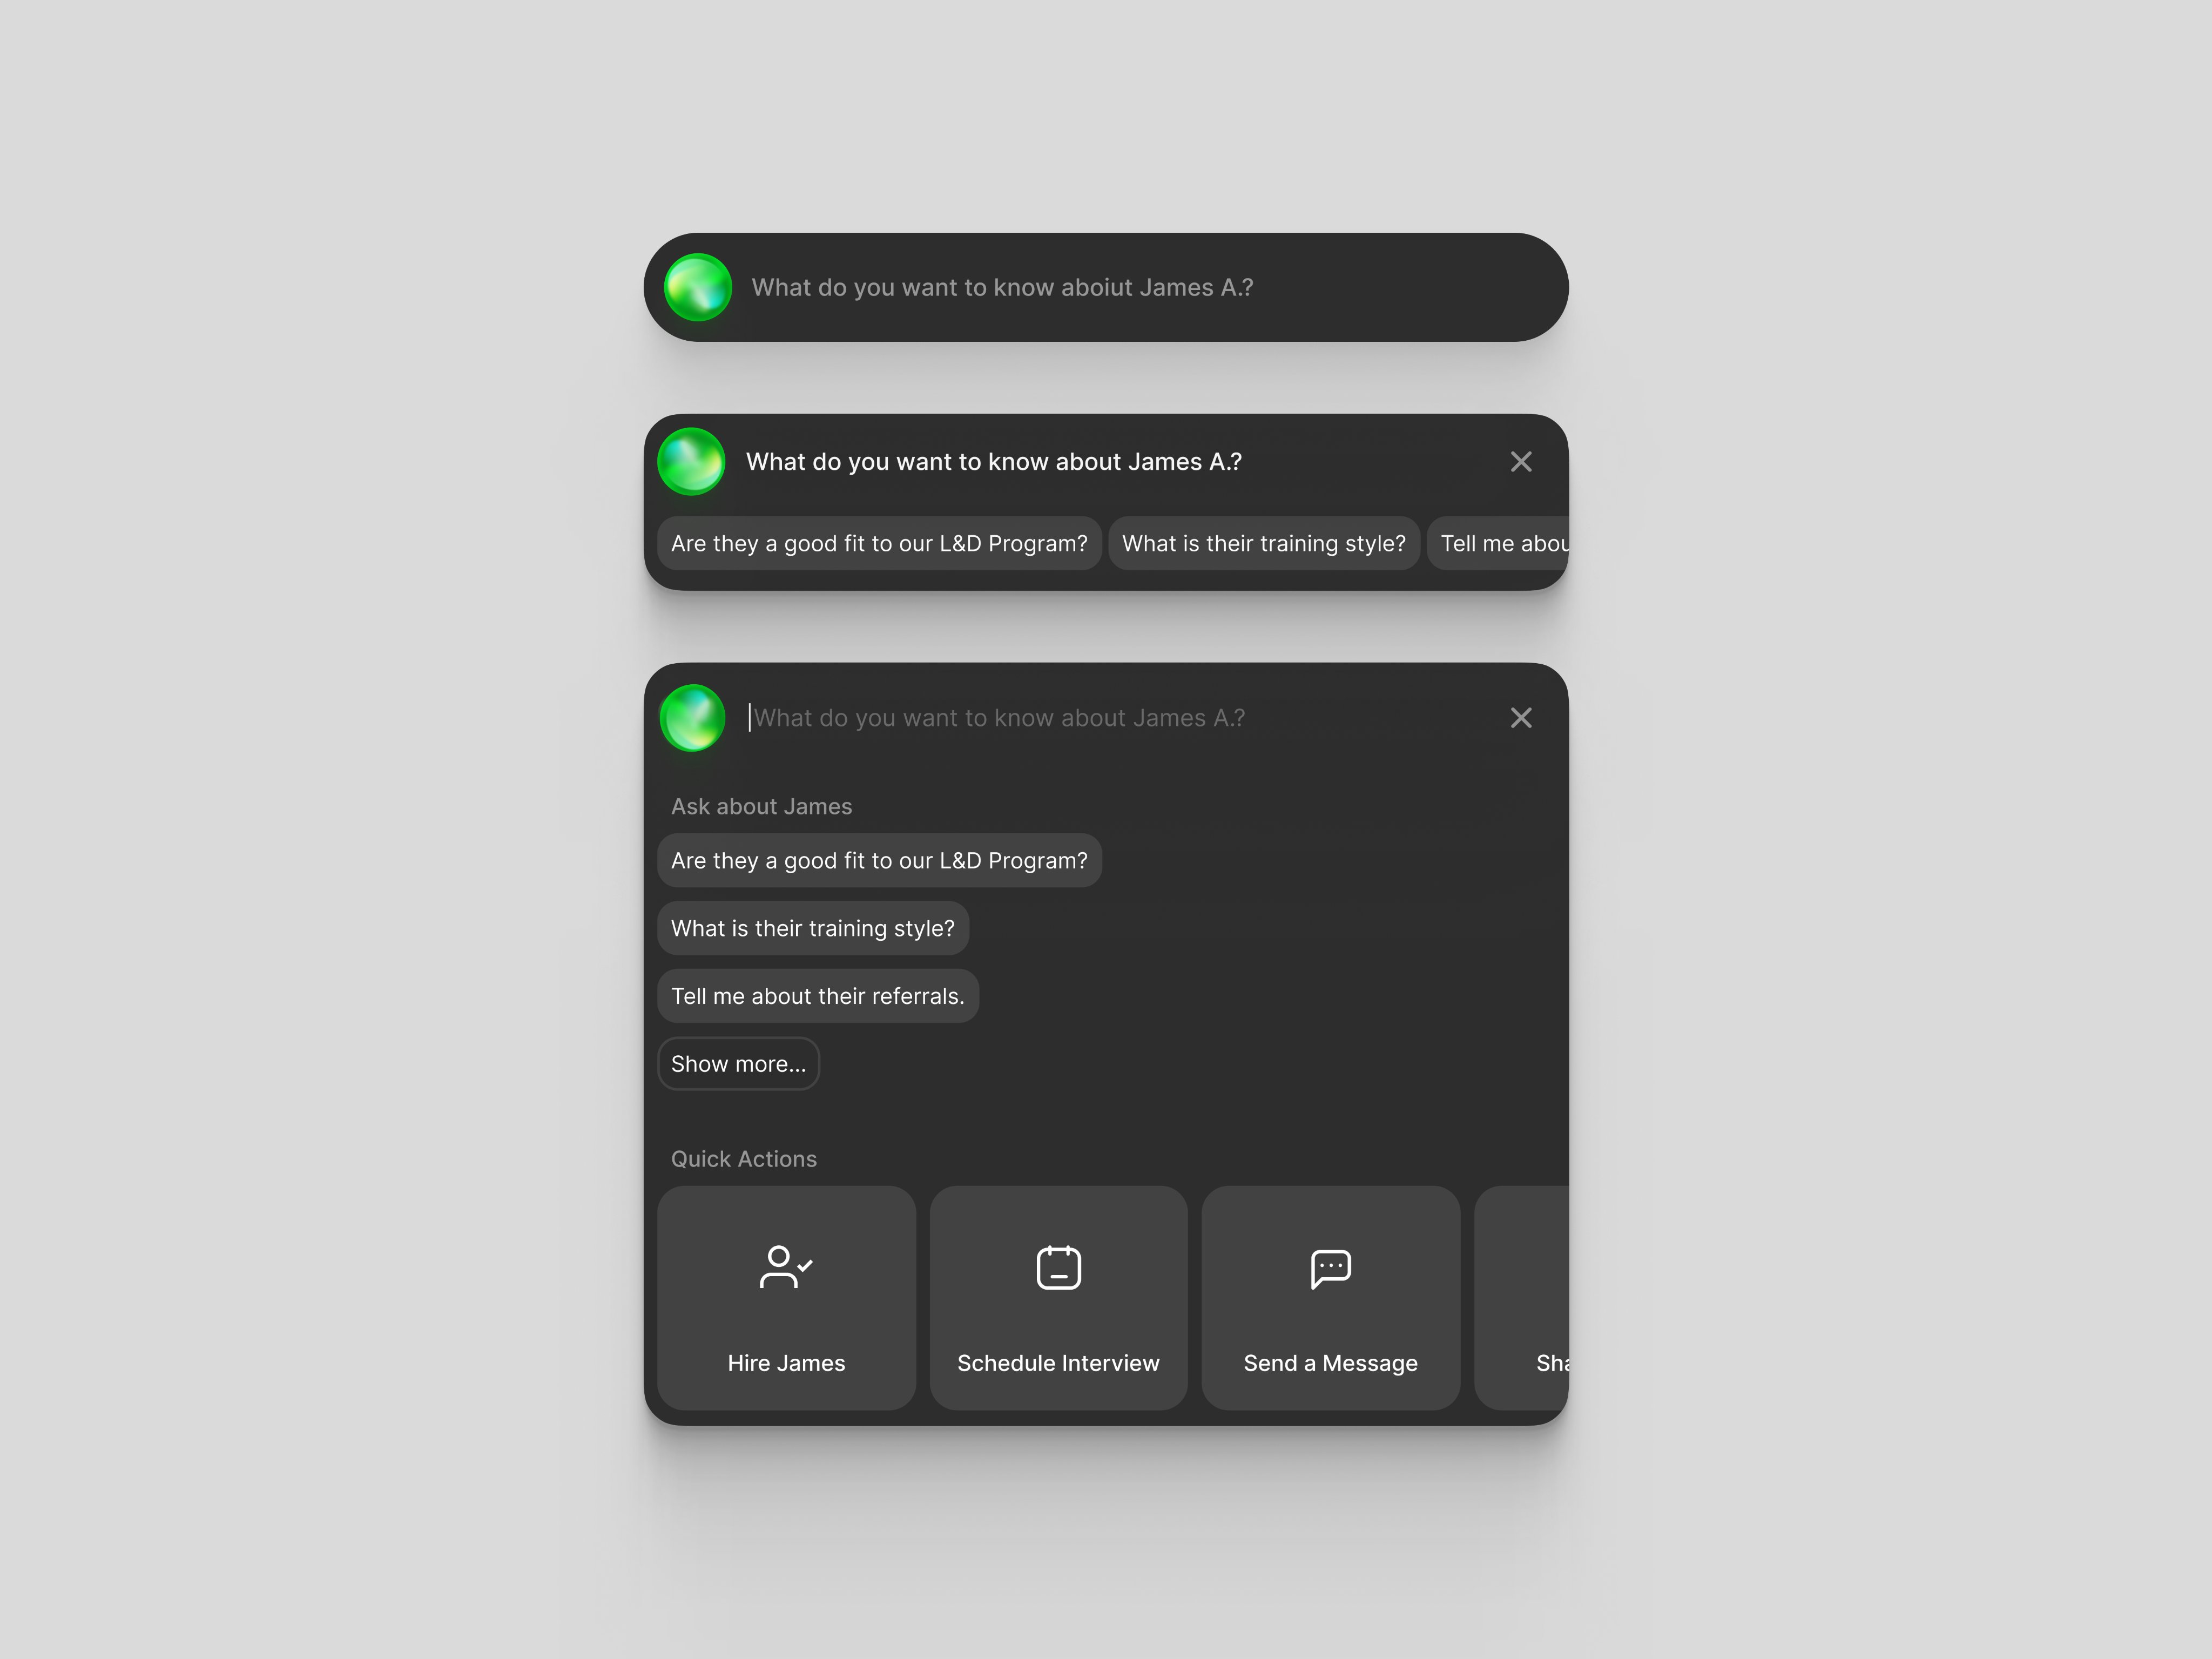 What do you want to know aboiut James A.?
What do you want to know about James A.?
Are they a good fit to our L&D Program? What is their training style? Tell me abou
What do you want to know about James A.?
Ask about James
Are they a good fit to our L&D Program?
What is their training style?
Tell me about their referrals.
Show more...
Quick Actions
Hire James Schedule Interview Send a Message Sha